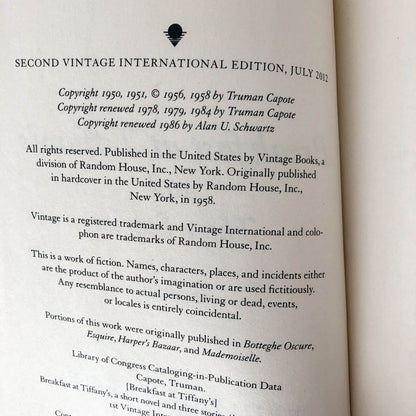 SECOND VINTAGE INTERNATIONAL EDITION, JULY 2012
Copyright 1950, 1951, © 1956, 1958 by Truman Capote
Copyright renewed 1978, 1979, 1984 by Truman Capote
Copyright renewed 1986 by Alan U. Schwartz
All rights reserved. Published in the United States by Vintage Books, a
division of Random House, Inc., New York. Originally published
in hardcover in the United States by Random House, Inc.,
New York, in 1958.
Vintage is a registered trademark and Vintage International and colo-
phon are trademarks of Random House, Inc.
This is a work of fiction. Names, characters, places, and incidents either
are the product of the author's imagination or are used fictitiously.
Any resemblance to actual persons, living or dead, events,
or locales is entirely coincidental.
Portions of this work were originally published in Botteghe Oscure,
Esquire, Harper's Bazaar, and Mademoiselle.
Library of Congress Cataloging-in-Publication Data
Capote, Truman.
[Breakfast at Tiffany's]
Breakfast at Tiffany's, a short novel and three stories
1st Vintage